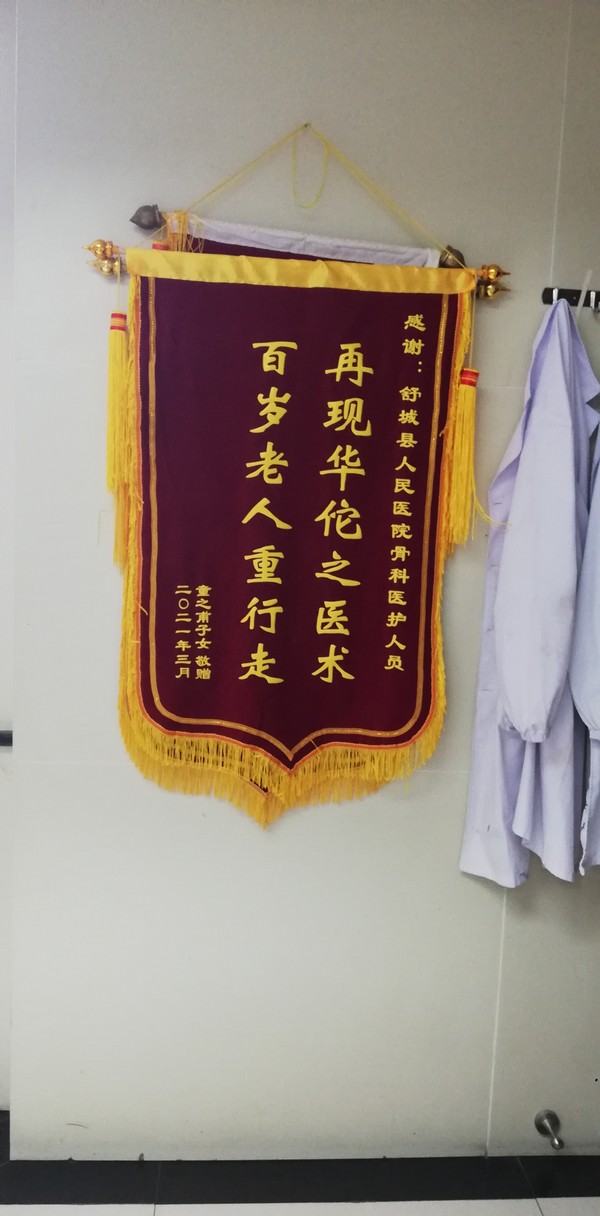 感谢：舒城县人民医院骨科医护人员
再现华佗之医术
百岁老人重行走
童之甫子女 敬赠
二〇二一年三月